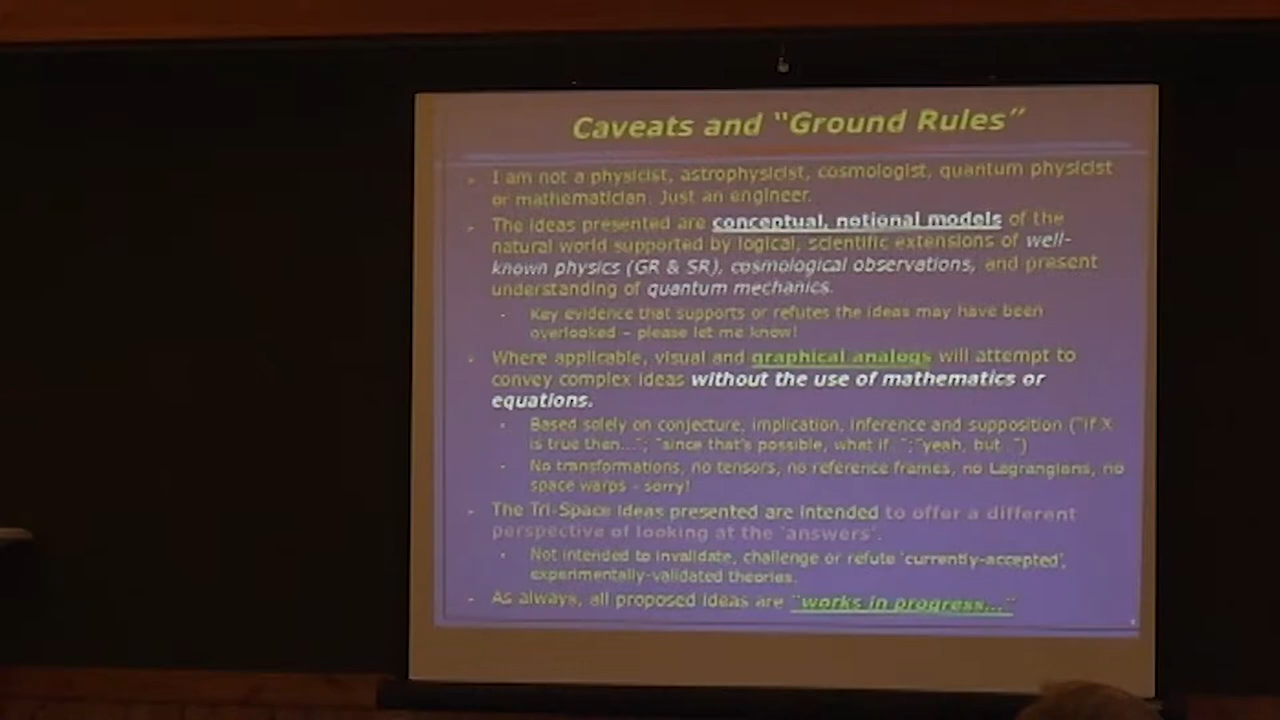 Caveats and “Ground Rules”
I am not a physicist, astrophysicist, cosmologist, quantum physicist
or mathematician. Just an engineer.
The ideas presented are conceptual, notional models of the
natural world supported by logical, scientific extensions of well-
known physics (GR & SR), cosmological observations, and present
understanding of quantum mechanics.
Key evidence that supports or refutes the ideas may have been
overlooked – please let me know!
Where applicable, visual and graphical analogs will attempt to
convey complex ideas without the use of mathematics or
equations.
Based solely on conjecture, implication, inference and supposition (“if X
is true then...”; “since that’s possible, what if..”;“yeah, but...”)
No transformations, no tensors, no reference frames, no Lagrangians, no
space warps – sorry!
The Tri-Space ideas presented are intended to offer a different
perspective of looking at the ‘answers’.
Not intended to invalidate, challenge or refute ‘currently-accepted’,
experimentally-validated theories.
As always, all proposed ideas are “works in progress...”